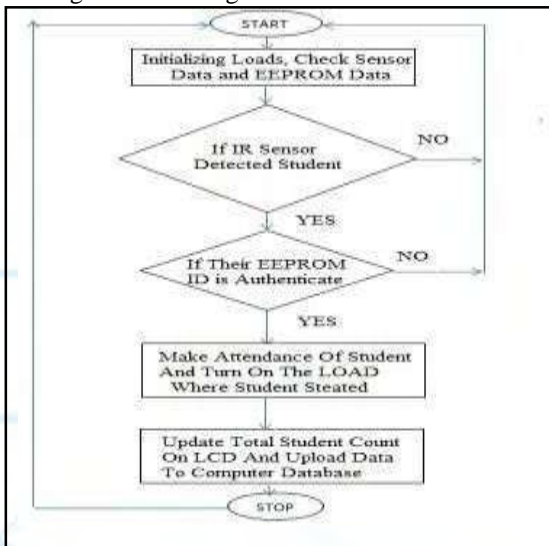 START
Initializing Loads, Check Sensor
Data and EEPROM Data
If IR Sensor
Detected Student
NO
YES
If Their EEPROM
ID is Authenticate
NO
YES
Make Attendance Of Student
And Turn On The LOAD
Where Student Steated
Update Total Student Count
On LCD And Upload Data
To Computer Database
STOP